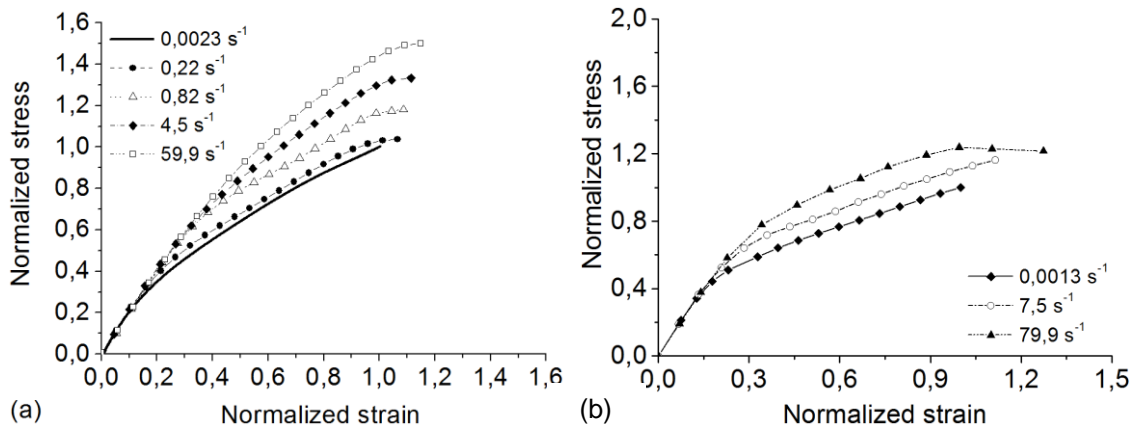 1,6
1,4
1,2
1,0
0,8
0,6
0,4
0,2
0,0
Normalized stress
0,0023 s-1
0,22 s-1
0,82 s-1
4,5 s-1
59,9 s-1
0,0 0,2 0,4 0,6 0,8 1,0 1,2 1,4 1,6
Normalized strain
(a)
2,0
1,6
1,2
0,8
0,4
0,0
Normalized stress
0,0013 s-1
7,5 s-1
79,9 s-1
0,0 0,3 0,6 0,9 1,2 1,5
Normalized strain
(b)